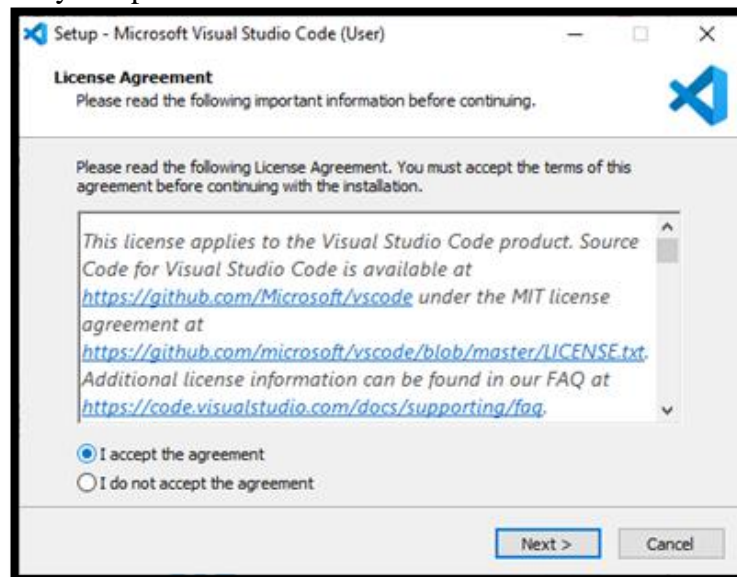 Setup - Microsoft Visual Studio Code (User)
License Agreement
Please read the following important information before continuing.
Please read the following License Agreement. You must accept the terms of this
agreement before continuing with the installation.
This license applies to the Visual Studio Code product. Source
Code for Visual Studio Code is available at
https://github.com/Microsoft/vscode under the MIT license
agreement at
https://github.com/microsoft/vscode/blob/master/LICENSE.txt.
Additional license information can be found in our FAQ at
https://code.visualstudio.com/docs/supporting/faq.
I accept the agreement
I do not accept the agreement
Next >
Cancel